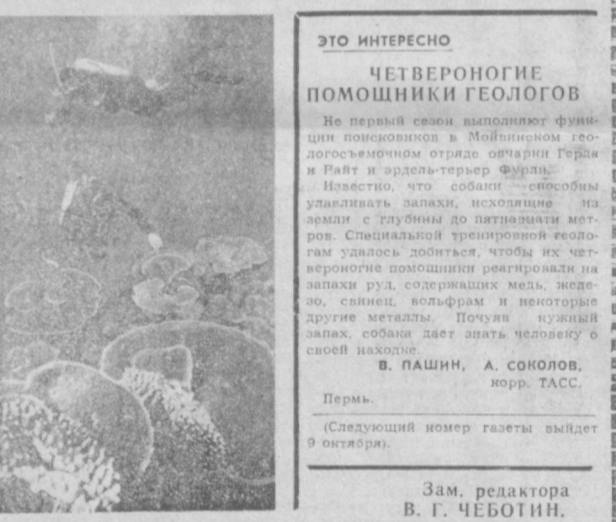 ЭТО ИНТЕРЕСНО
ЧЕТВЕРОНОГИЕ
ПОМОЩНИКИ ГЕОЛОГОВ
Не первый сезон выполняют функ-
ции поисковиков в Мойвинском гео-
логосъемочном отряде овчарки Герда
и Райт и эрдель-терьер Фурли.
Известно, что собаки способны
улавливать запахи, исходящие из
земли с глубины до пятнадцати мет-
ров. Специальной тренировкой геоло-
гам удалось добиться, чтобы их чет-
вероногие помощники реагировали на
запахи руд, содержащих медь, желе-
зо, свинец, вольфрам и некоторые
другие металлы. Почуяв нужный
запах, собака дает знать человеку о
своей находке.
В. ПАШИН, А. СОКОЛОВ,
корр. ТАСС.
Пермь.
(Следующий номер газеты выйдет
9 октября).
Зам. редактора
В. Г. ЧЕБОТИН.